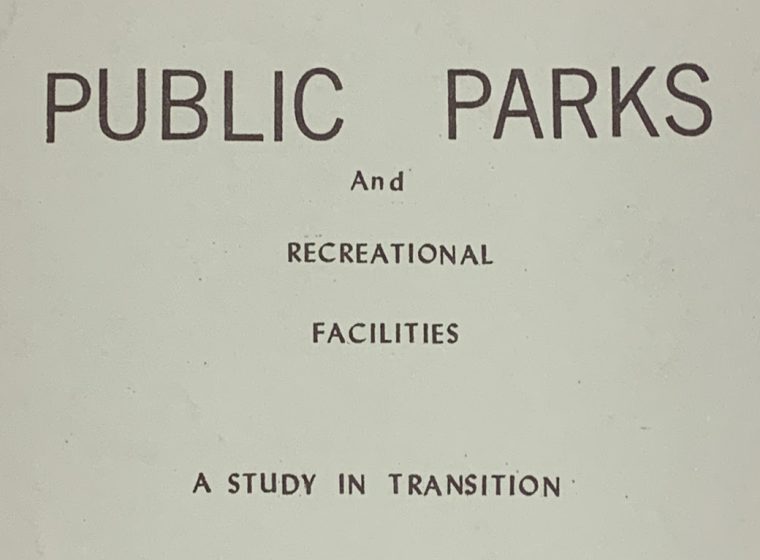 PUBLIC PARKS
And
RECREATIONAL
FACILITIES
A STUDY IN TRANSITION